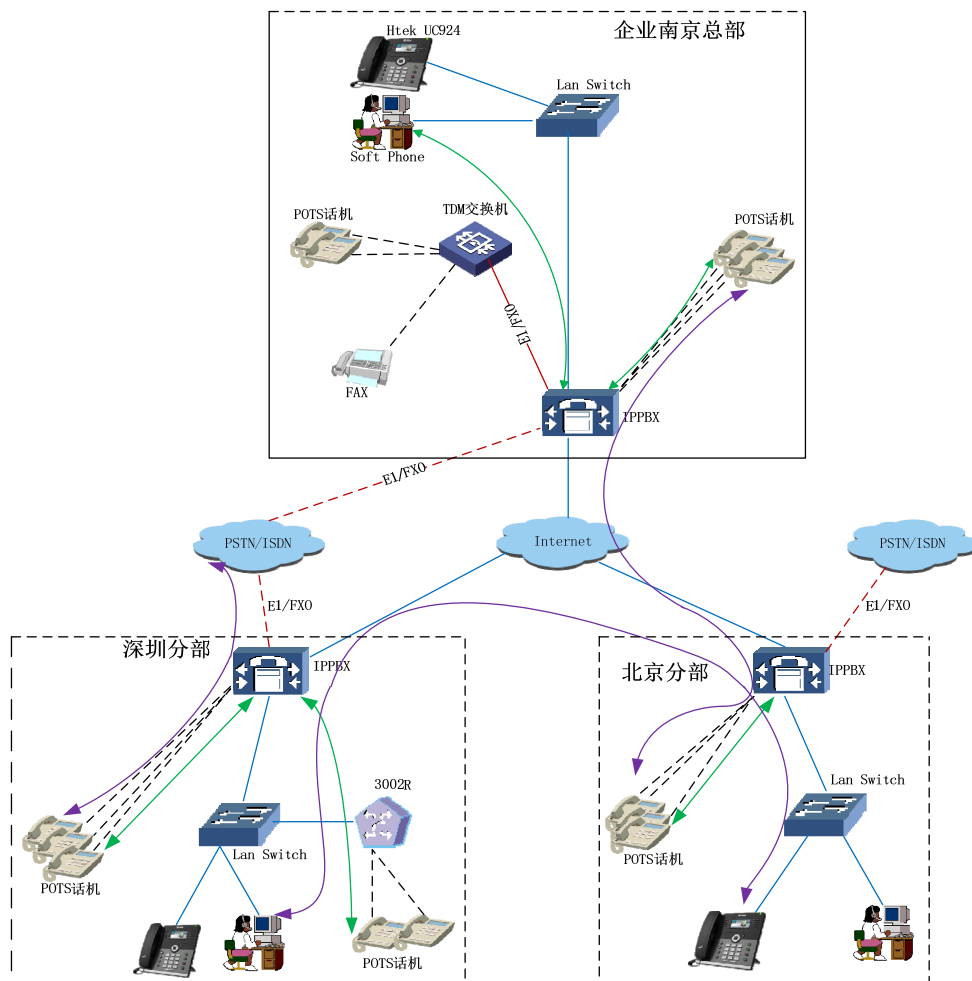 Htek UC924
企业南京总部
Lan Switch
Soft Phone
POTS话机
TDM交换机
POTS话机
E1/FXO
FAX
IPPBX
E1/FXO
PSTN/ISDN
Internet
PSTN/ISDN
E1/FXO
E1/FXO
深圳分部
IPPBX
北京分部
IPPBX
3002R
Lan Switch
Lan Switch
POTS话机
POTS话机
POTS话机